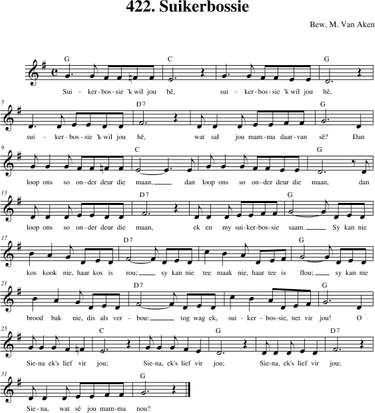 422. Suikerbossie
Bew. M. Van Aken
G C G
Sui - ker-bos-sie 'k wil jou hê, sui - ker-bos-sie 'k wil jou hê,
5 D7 G
sui - ker-bos-sie 'k wil jou hê, wat sal jou mam-ma daar-van sê? Dan
9 C G
loop ons so on-der deur die maan, dan loop ons so on-der deur die maan, dan
13 D7 G
loop ons so on-der deur die maan, ek en my sui-ker-bos-sie saam. Sy kan nie
17 D7 G
kos kook nie, haar kos is rou; sy kan nie tee maak nie, haar tee is flou; sy kan nie
21 D7 G
brood bak nie, dis als ver - bou: tog wag ek, sui - ker-bos-sie, net vir jou! O
25 C G D7
Sie-na ek's lief vir jou; Sie-na, ek's lief vir jou; Sie-na, ek's lief vir jou;
31 G
Sie - na, wat sê jou mam-ma nou?